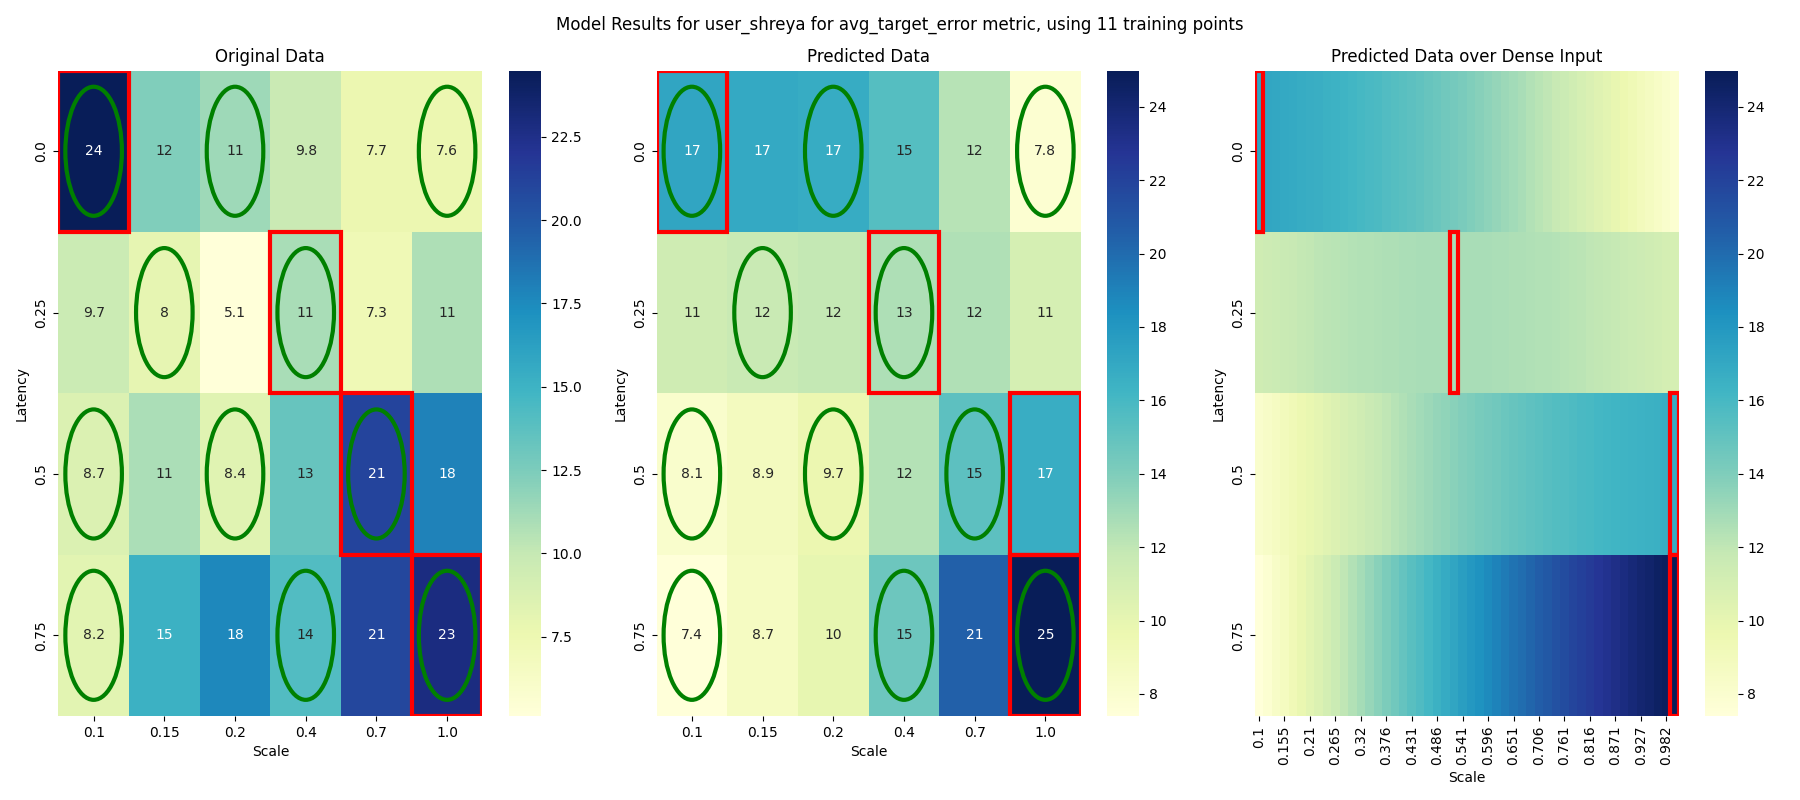 Model Results for user_shreya for avg_target_error metric, using 11 training points
Original Data
Latency
0.0
0.25
0.5
0.75
24 12 11 9.8 7.7 7.6
9.7 8 5.1 11 7.3 11
8.7 11 8.4 13 21 18
8.2 15 18 14 21 23
0.1 0.15 0.2 0.4 0.7 1.0
Scale
22.5
20.0
17.5
15.0
12.5
10.0
7.5
Predicted Data
Latency
0.0
0.25
0.5
0.75
17 17 17 15 12 7.8
11 12 12 13 12 11
8.1 8.9 9.7 12 15 17
7.4 8.7 10 15 21 25
0.1 0.15 0.2 0.4 0.7 1.0
Scale
24
22
20
18
16
14
12
10
8
Predicted Data over Dense Input
Latency
0.0
0.25
0.5
0.75
0.1 0.155 0.21 0.265 0.32 0.376 0.431 0.486 0.541 0.596 0.651 0.706 0.761 0.816 0.871 0.927 0.982
Scale
24
22
20
18
16
14
12
10
8